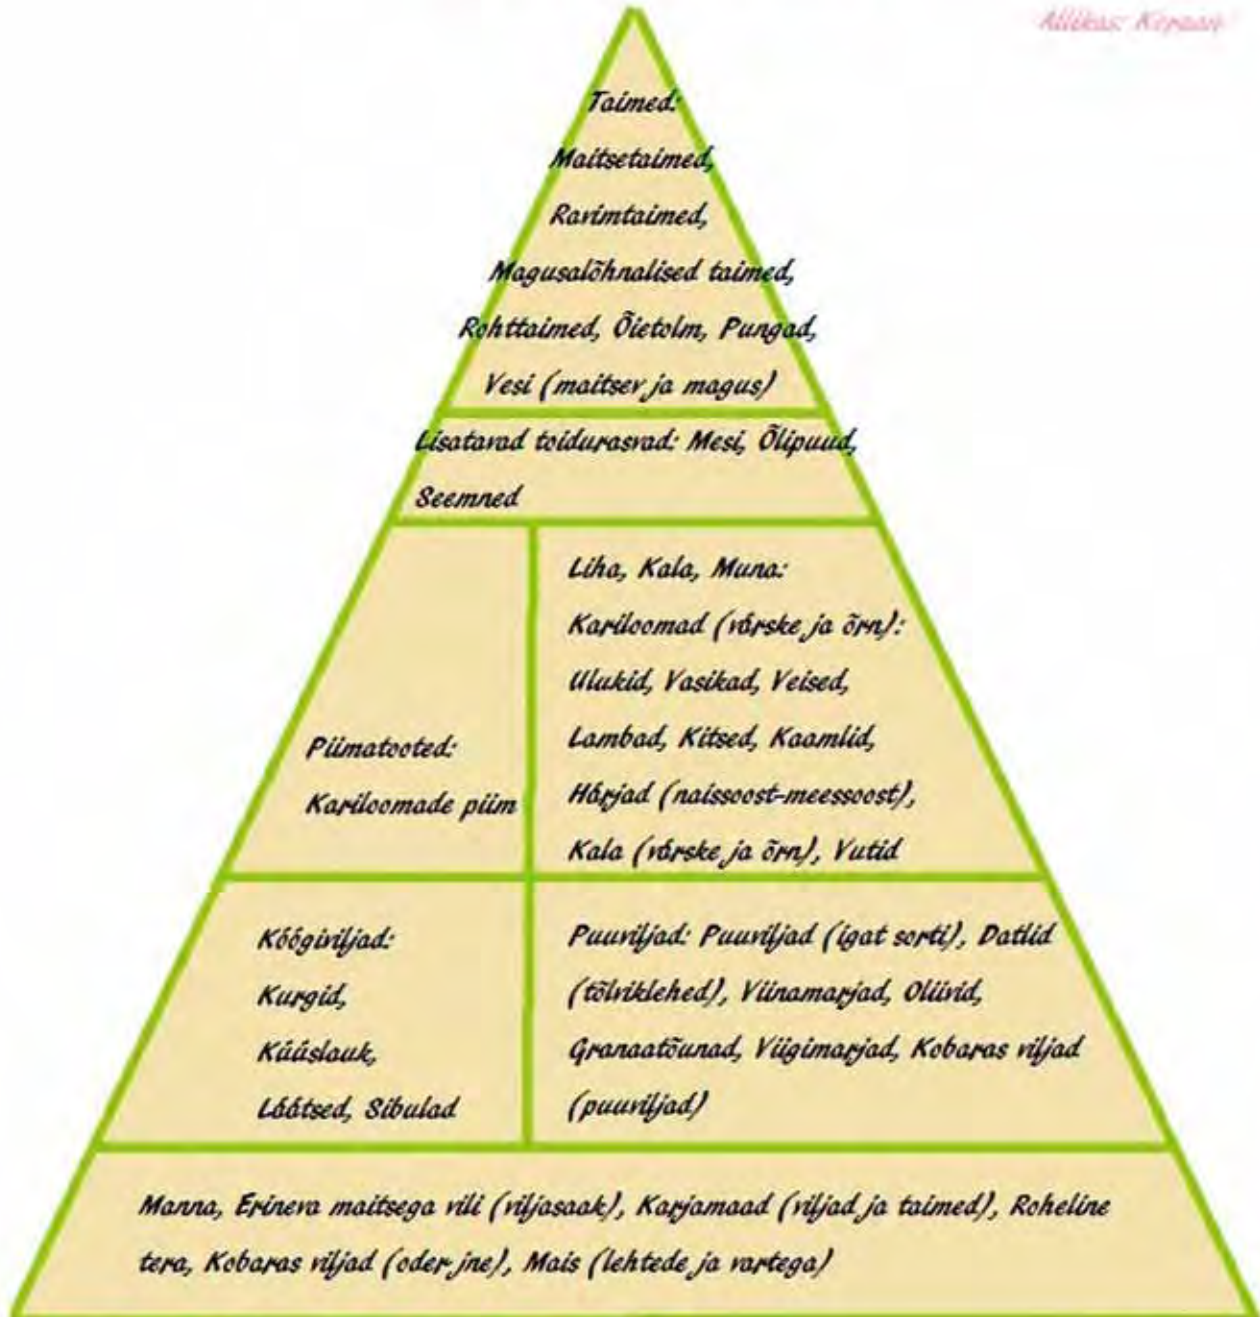 Allikas: Koraan
Taimed:
Maitsetaimed,
Ravimtaimed,
Magusalõhnalised taimed,
Rohttaimed, Õietolm, Pungad,
Vesi (maitsev ja magus)
Lisatavad toidurasvad: Mesi, Õlipuud,
Seemned
Piimatooted:
Kariloomade piim
Liha, Kala, Muna:
Kariloomad (värske ja õrn):
Ulukid, Vasikad, Veised,
Lambad, Kitsed, Kaamlid,
Härjad (naissoost-meessoost),
Kala (värske ja õrn), Vutid
Köögiviljad:
Kurgid,
Küüslauk,
Läätsed, Sibulad
Puuviljad: Puuviljad (igat sorti), Datlid
(tõlviklehed), Viinamarjad, Oliivid,
Granaatõunad, Viigimarjad, Kobaras viljad
(puuviljad)
Manna, Erineva maitsega vili (viljasaak), Karjamaad (viljad ja taimed), Roheline
tera, Kobaras viljad (oder jne), Mais (lehtede ja vartega)